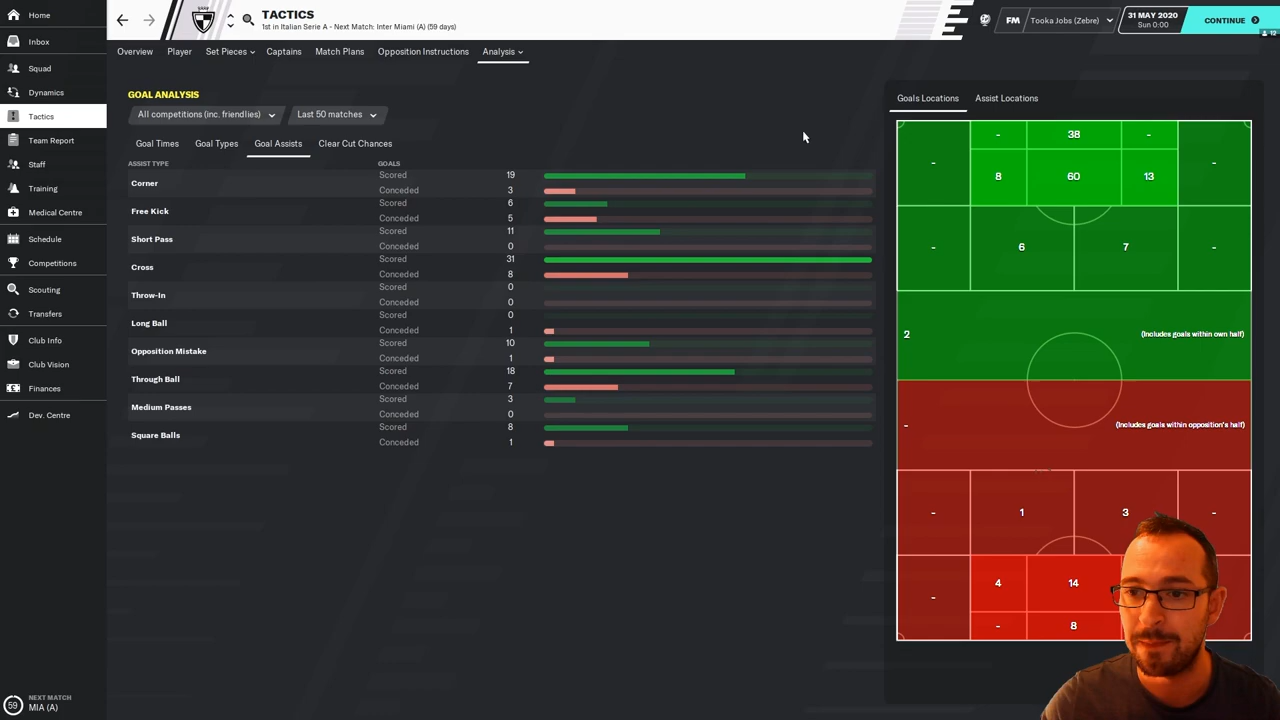 Home
Inbox
Squad
Dynamics
Tactics
Team Report
Staff
Training
Medical Centre
Schedule
Competitions
Scouting
Transfers
Club Info
Club Vision
Finances
Dev. Centre
59
NEXT MATCH
MIA (A)
TACTICS
1st in Italian Serie A - Next Match: Inter Miami (A) (59 days)
FM
Tooka Jobs (Zebre)
31 MAY 2020
Sun 0:00
CONTINUE
12
Overview
Player
Set Pieces
Captains
Match Plans
Opposition Instructions
Analysis
GOAL ANALYSIS
All competitions (inc. friendlies)
Last 50 matches
Goal Times
Goal Types
Goal Assists
Clear Cut Chances
ASSIST TYPE GOALS
Corner
Scored 19
Conceded 3
Free Kick
Scored 6
Conceded 5
Short Pass
Scored 11
Conceded 0
Cross
Scored 31
Conceded 8
Throw-In
Scored 0
Conceded 0
Long Ball
Scored 0
Conceded 1
Opposition Mistake
Scored 10
Conceded 1
Through Ball
Scored 18
Conceded 7
Medium Passes
Scored 3
Conceded 0
Square Balls
Scored 8
Conceded 1
Goals Locations
Assist Locations
- 38 -
- -
8 60 13
- 6 7 -
2 (Includes goals within own half)
- (Includes goals within opposition's half)
- 1 3 -
4 14
-
- 8